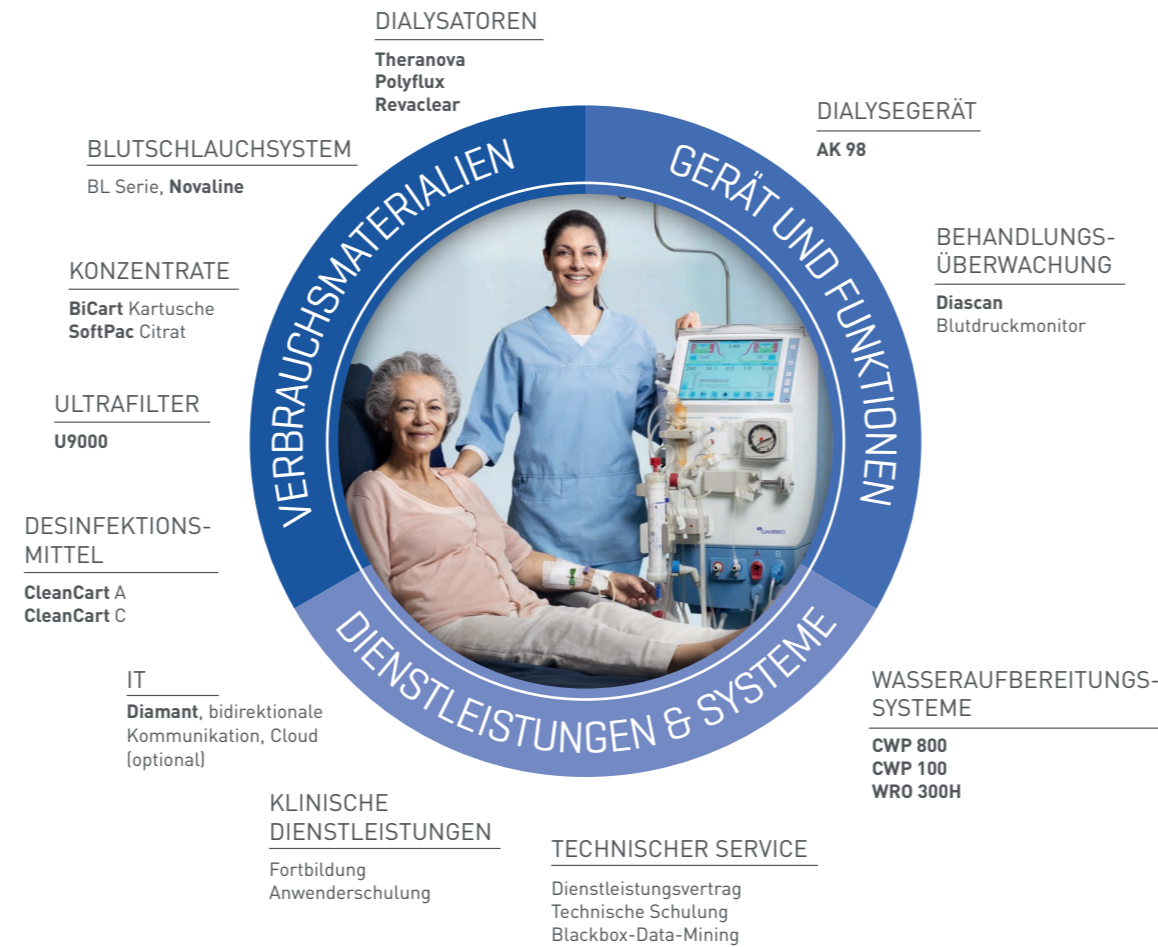 DIALYSATOREN
Theranova
Polyflux
Revaclear
DIALYSEGERÄT
AK 98
BLUTSCHLAUCHSYSTEM
BL Serie, Novaline
BEHANDLUNGS-
ÜBERWACHUNG
Diascan
Blutdruckmonitor
KONZENTRATE
BiCart Kartusche
SoftPac Citrat
ULTRAFILTER
U9000
DESINFEKTIONS-
MITTEL
CleanCart A
CleanCart C
VERBRAUCHSMATERIALIEN
GERÄT UND FUNKTIONEN
DIENSTLEISTUNGEN & SYSTEME
GAMBRO
A
B
IT
Diamant, bidirektionale
Kommunikation, Cloud
(optional)
WASSERAUFBEREITUNGS-
SYSTEME
CWP 800
CWP 100
WRO 300H
KLINISCHE
DIENSTLEISTUNGEN
Fortbildung
Anwenderschulung
TECHNISCHER SERVICE
Dienstleistungsvertrag
Technische Schulung
Blackbox-Data-Mining